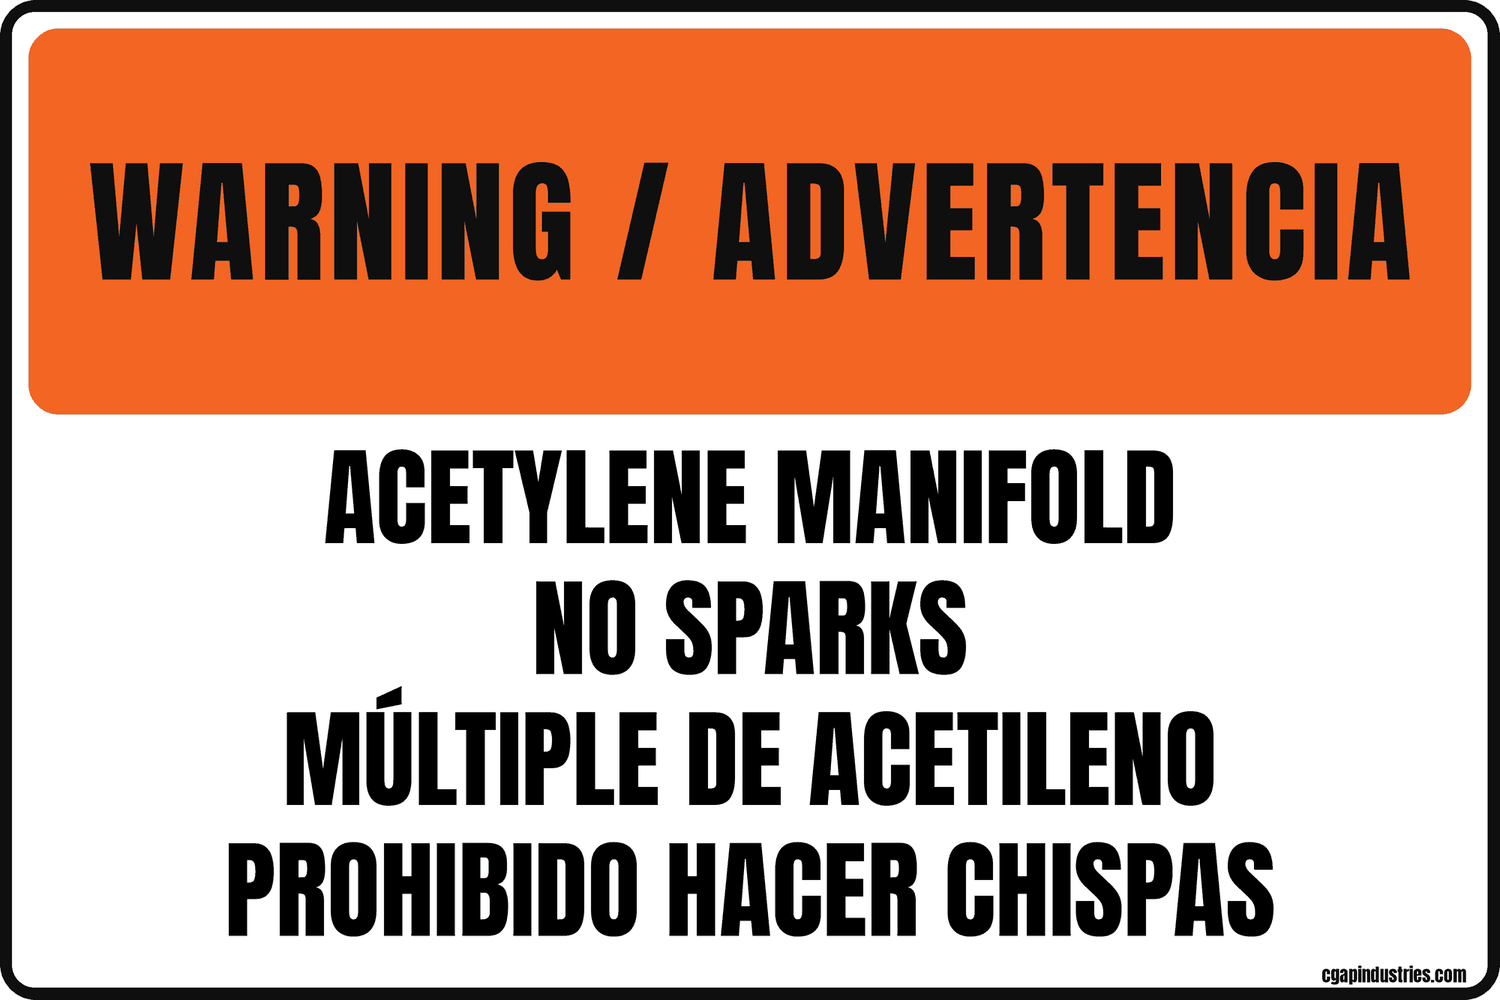 WARNING / ADVERTENCIA
ACETYLENE MANIFOLD
NO SPARKS
MÚLTIPLE DE ACETILENO
PROHIBIDO HACER CHISPAS
cgapindustries.com